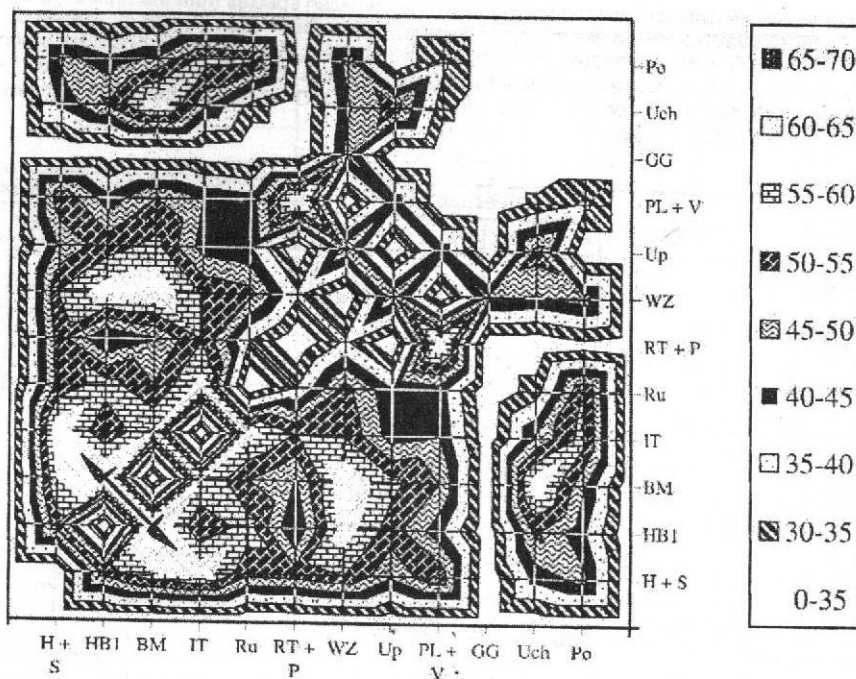 Po
Uch
GG
PL + V
Up
WZ
RT + P
Ru
IT
BM
HB1
H + S
H + HB1 BM IT Ru RT + WZ Up PL + GG Uch Po
S P V
65-70
60-65
55-60
50-55
45-50
40-45
35-40
30-35
0-35